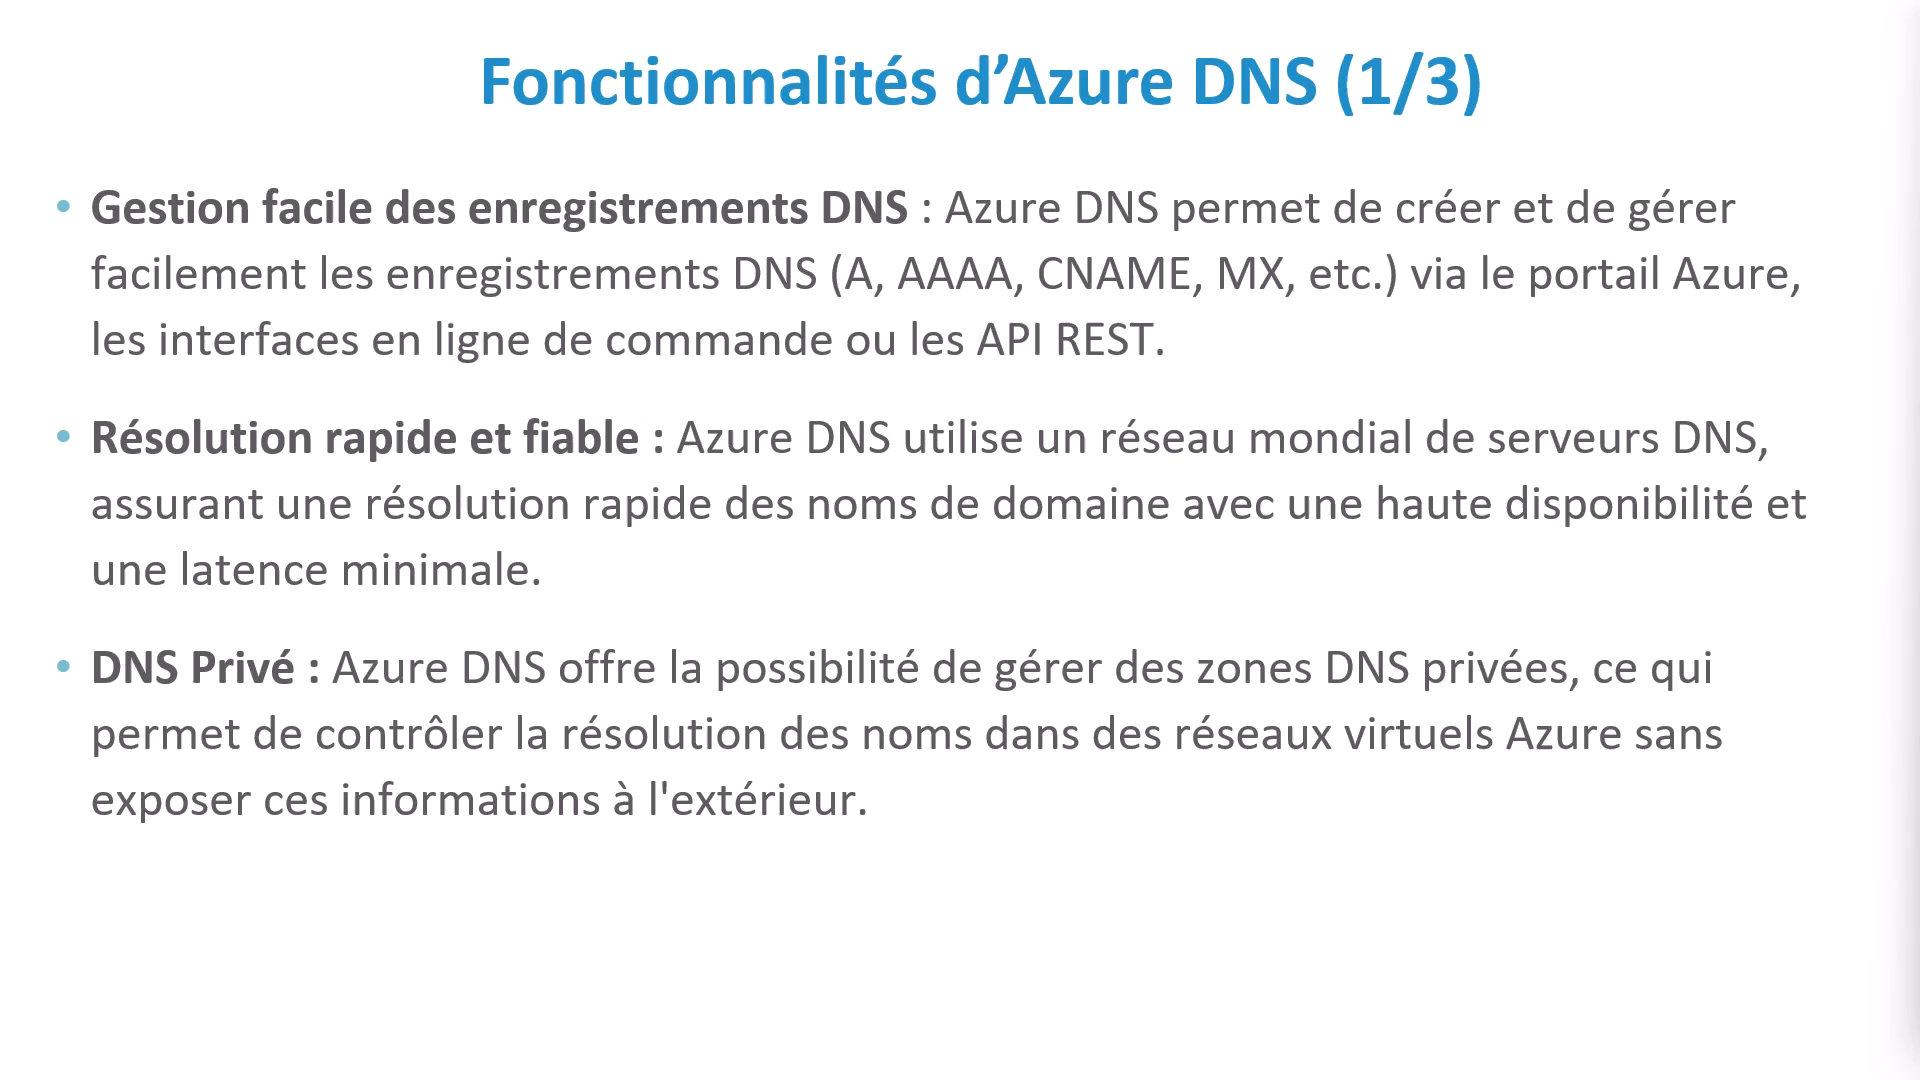 Fonctionnalités d’Azure DNS (1/3)
• Gestion facile des enregistrements DNS : Azure DNS permet de créer et de gérer
facilement les enregistrements DNS (A, AAAA, CNAME, MX, etc.) via le portail Azure,
les interfaces en ligne de commande ou les API REST.
• Résolution rapide et fiable : Azure DNS utilise un réseau mondial de serveurs DNS,
assurant une résolution rapide des noms de domaine avec une haute disponibilité et
une latence minimale.
• DNS Privé : Azure DNS offre la possibilité de gérer des zones DNS privées, ce qui
permet de contrôler la résolution des noms dans des réseaux virtuels Azure sans
exposer ces informations à l'extérieur.